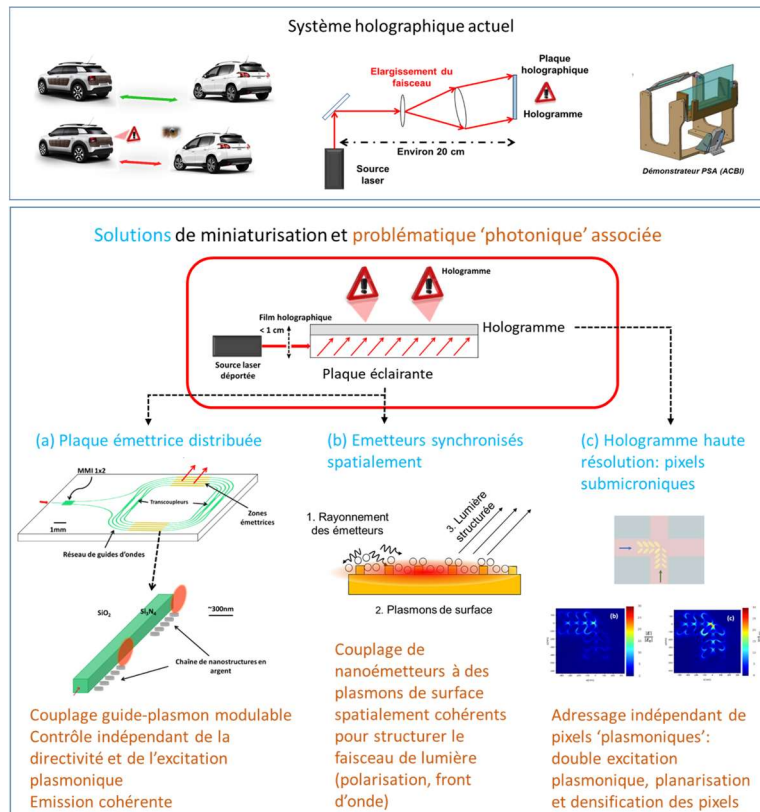 Système holographique actuel
Elargissement du
faisceau
Plaque
holographique
Hologramme
Environ 20 cm
Source
laser
Démonstrateur PSA (ACBI)
Solutions de miniaturisation et problématique ‘photonique’ associée
Hologramme
Film holographique
< 1 cm
Hologramme
Source laser
déportée
Plaque éclairante
(a) Plaque émettrice distribuée
MMI 1x2
Transcoupleurs
Zones
émettrices
1mm
Réseau de guides d'ondes
SiO₂
Si₃N₄
~300nm
Chaîne de nanostructures en
argent
Couplage guide-plasmon modulable
Contrôle indépendant de la
directivité et de l'excitation
plasmonique
Emission cohérente
(b) Emetteurs synchronisés
spatialement
1. Rayonnement
des émetteurs
3. Lumière
structurée
2. Plasmons de surface
Couplage de
nanoémetteurs à des
plasmons de surface
spatialement cohérents
pour structurer le
faisceau de lumière
(polarisation, front
d'onde)
(c) Hologramme haute
résolution: pixels
submicroniques
(b)
(c)
Adressage indépendant de
pixels ‘plasmoniques’:
double excitation
plasmonique, planarisation
et densification des pixels